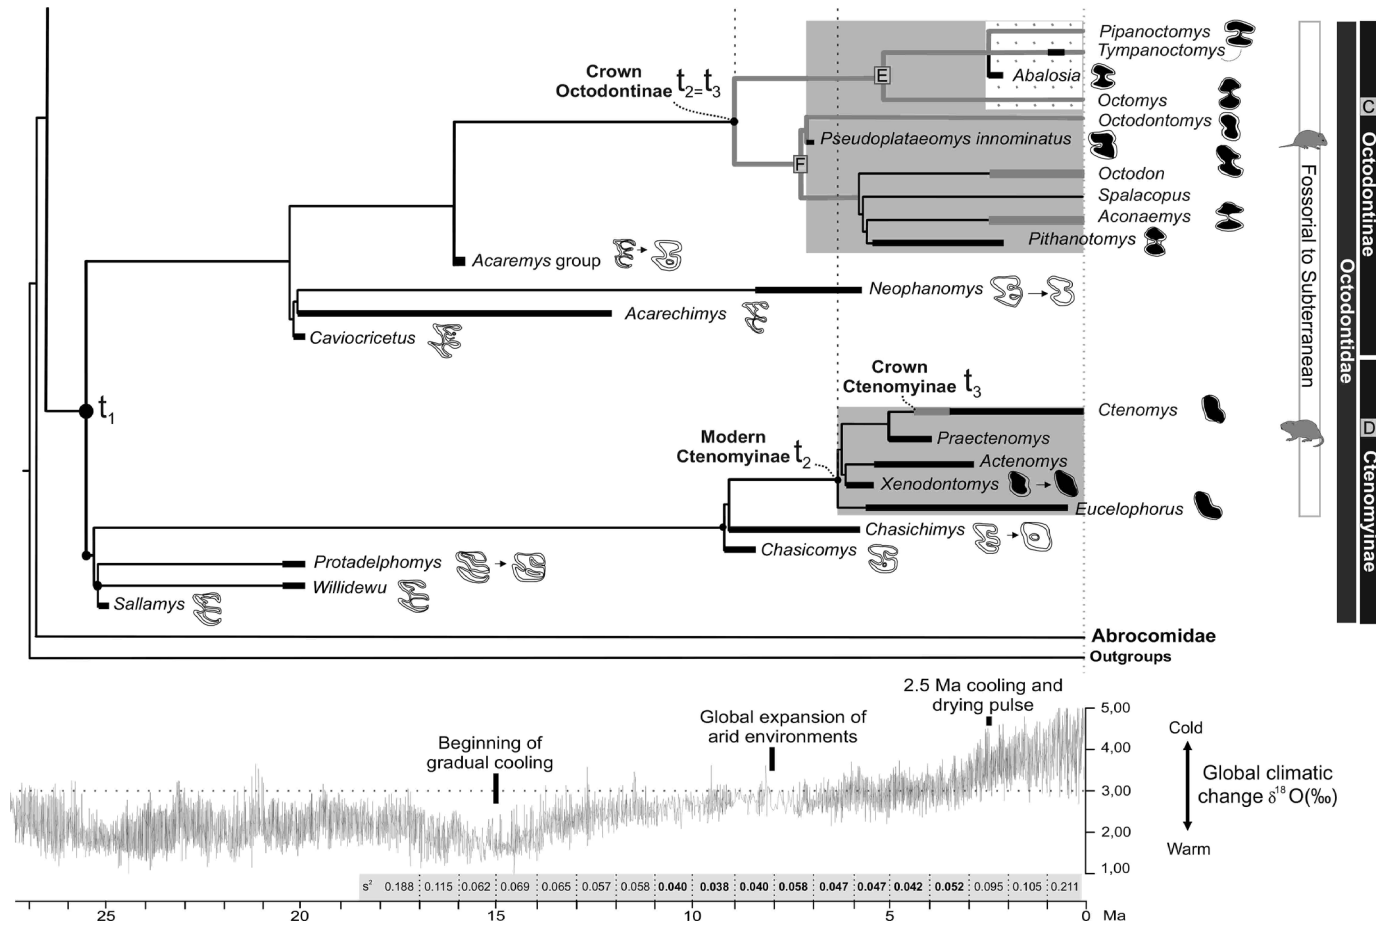 Pipanoctomys
Tympanoctomys
Crown
Octodontinae t2=t3
E
Abalosia
Octomys
C
Octodontomys
Pseudoplataeomys innominatus
F
Octodon
Spalacopus
Aconaemys
Pithanotomys
Octodontinae
Fossorial to Subterranean
Octodontidae
Acaremys group
Neophanomys
Acarechimys
Caviocricetus
Crown
Ctenomyinae t3
t1
Ctenomys
D
Modern
Ctenomyinae t2
Praectenomys
Actenomys
Xenodontomys
Eucelophorus
Ctenomyinae
Chasichimys
Chasicomys
Protadelphomys
Willidewu
Sallamys
Abrocomidae
Outgroups
2.5 Ma cooling and
drying pulse
Global expansion of
arid environments
Beginning of
gradual cooling
5,00
4,00
3,00
2,00
1,00
Cold
Global climatic
change δ18 O(‰)
Warm
s2 0.188 0.115 0.062 0.069 0.065 0.057 0.058 0.040 0.038 0.040 0.058 0.047 0.047 0.042 0.052 0.095 0.105 0.211
25 20 15 10 5 0 Ma